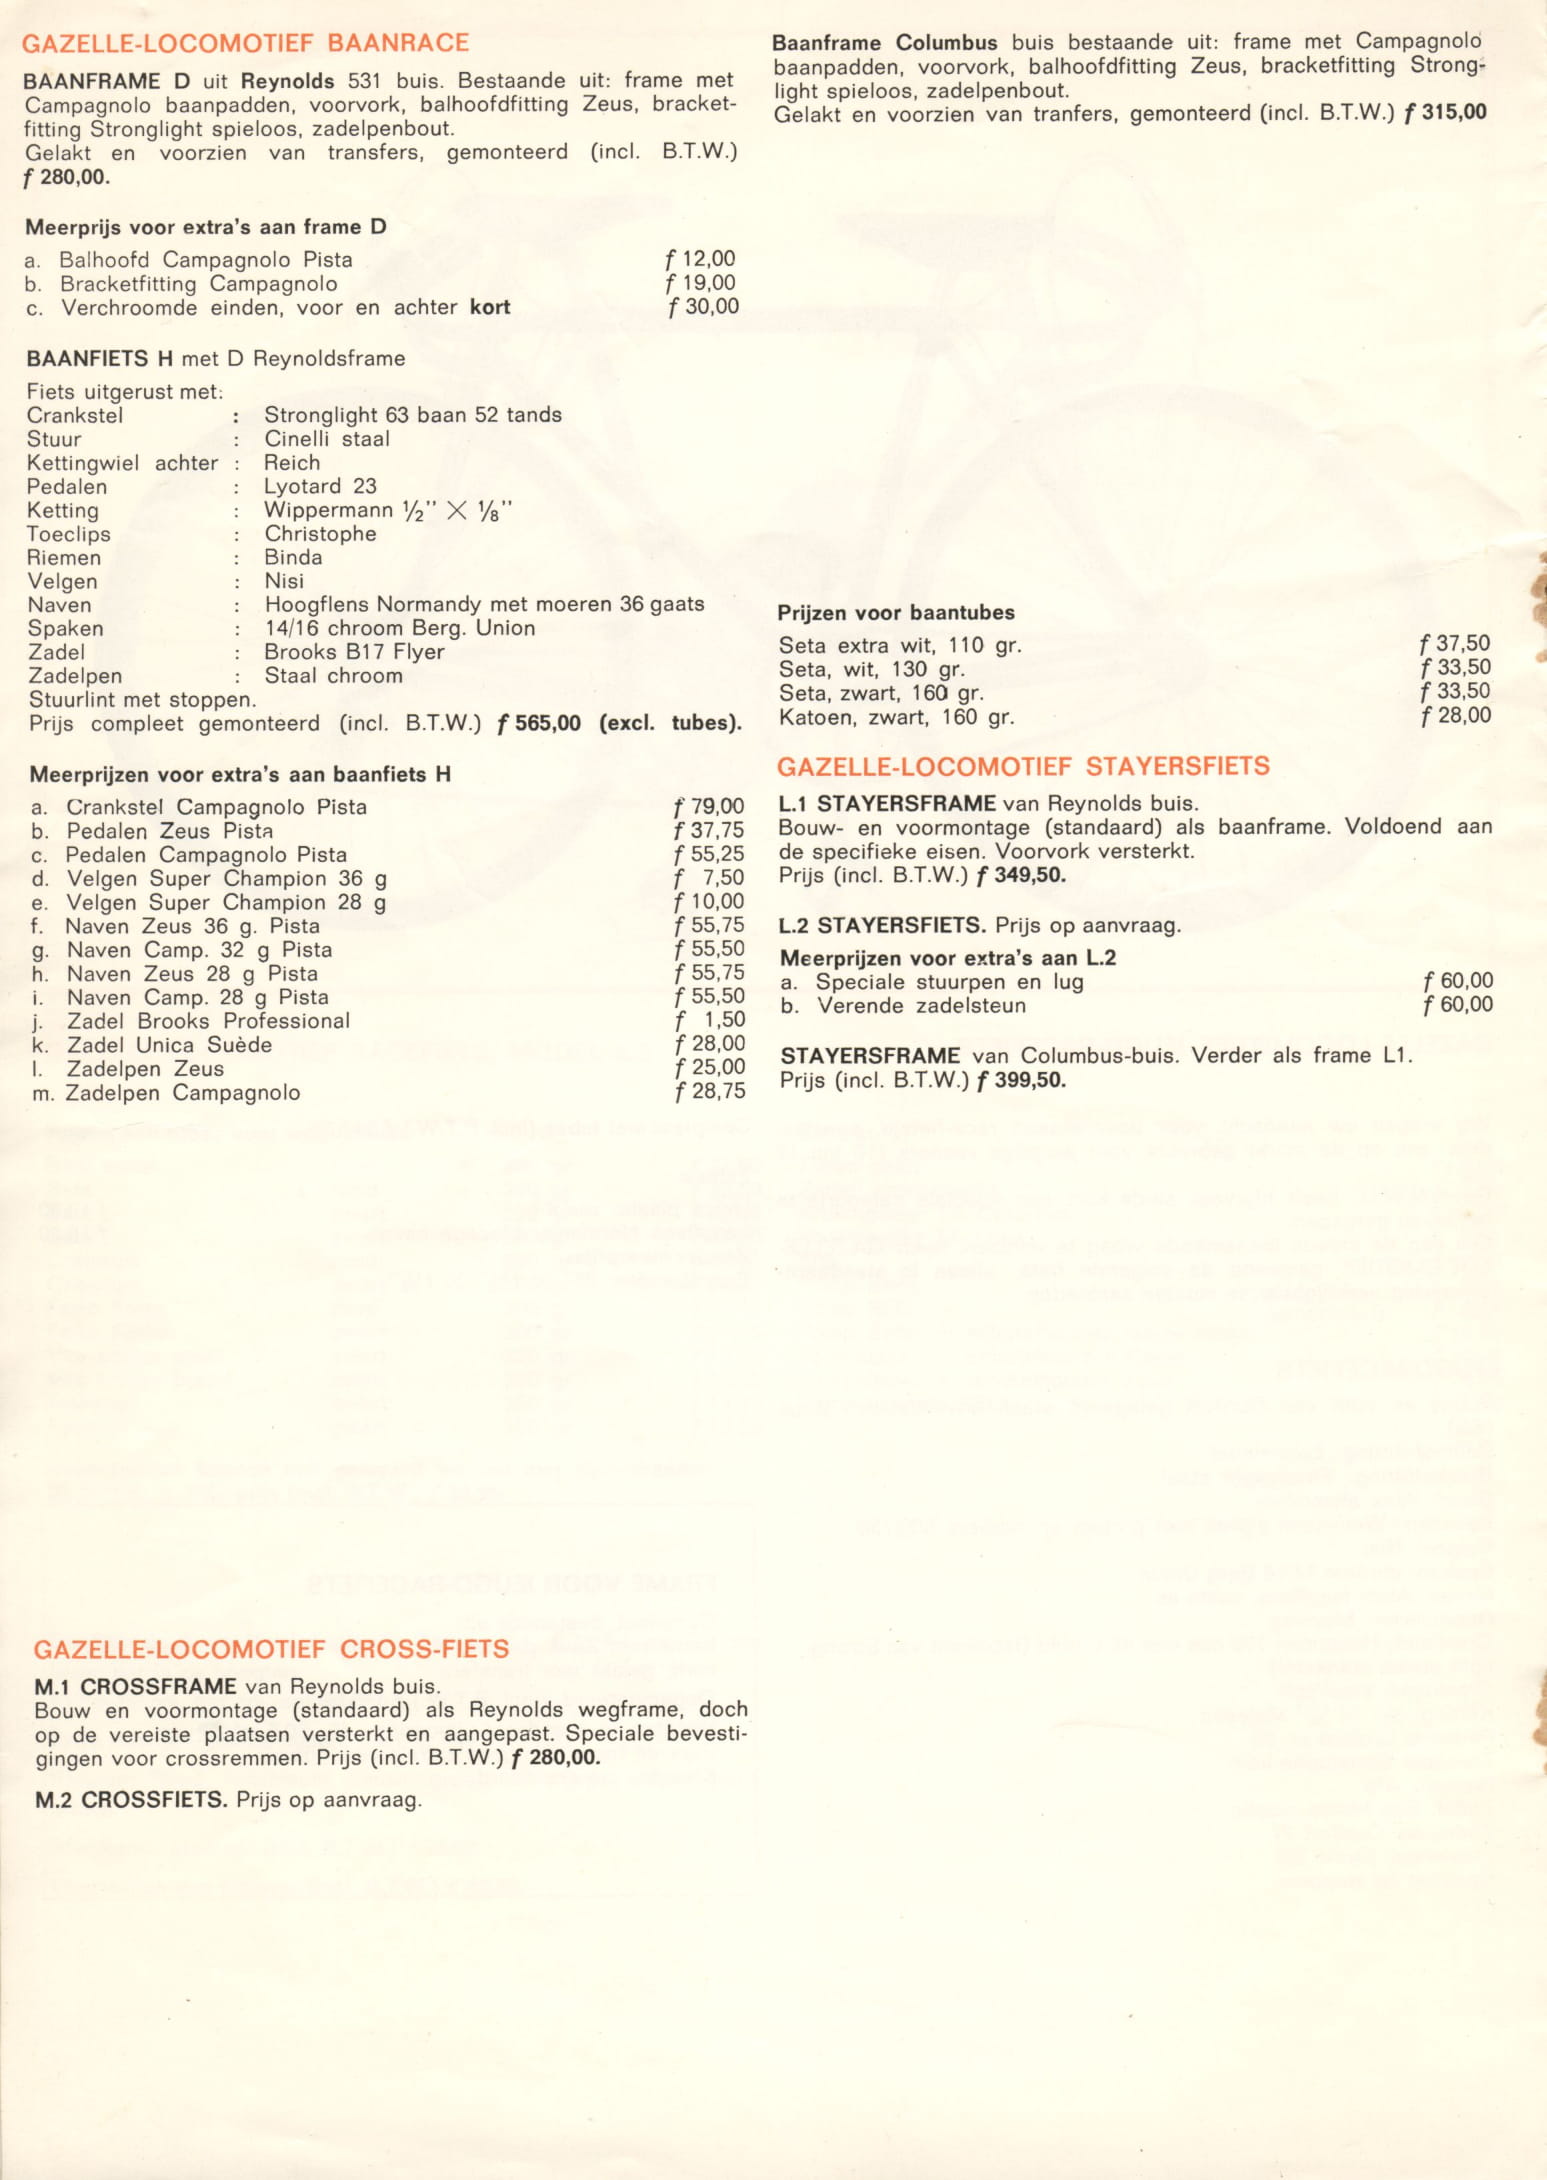 GAZELLE-LOCOMOTIEF BAANRACE
BAANFRAME D uit Reynolds 531 buis. Bestaande uit: frame met
Campagnolo baanpadden, voorvork, balhoofdfitting Zeus, bracket-
fitting Stronglight spieloos, zadelpenbout.
Gelakt en voorzien van transfers, gemonteerd (incl. B.T.W.)
f 280,00.
Meerprijs voor extra's aan frame D
a. Balhoofd Campagnolo Pista f 12,00
b. Bracketfitting Campagnolo f 19,00
c. Verchroomde einden, voor en achter kort f 30,00
BAANFIETS H met D Reynoldsframe
Fiets uitgerust met:
Crankstel : Stronglight 63 baan 52 tands
Stuur : Cinelli staal
Kettingwiel achter : Reich
Pedalen : Lyotard 23
Ketting : Wippermann ½" X ⅛"
Toeclips : Christophe
Riemen : Binda
Velgen : Nisi
Naven : Hoogflens Normandy met moeren 36 gaats
Spaken : 14/16 chroom Berg. Union
Zadel : Brooks B17 Flyer
Zadelpen : Staal chroom
Stuurlint met stoppen.
Prijs compleet gemonteerd (incl. B.T.W.) f 565,00 (excl. tubes).
Meerprijzen voor extra's aan baanfiets H
a. Crankstel Campagnolo Pista f 79,00
b. Pedalen Zeus Pista f 37,75
c. Pedalen Campagnolo Pista f 55,25
d. Velgen Super Champion 36 g f 7,50
e. Velgen Super Champion 28 g f 10,00
f. Naven Zeus 36 g. Pista f 55,75
g. Naven Camp. 32 g Pista f 55,50
h. Naven Zeus 28 g Pista f 55,75
i. Naven Camp. 28 g Pista f 55,50
j. Zadel Brooks Professional f 1,50
k. Zadel Unica Suède f 28,00
l. Zadelpen Zeus f 25,00
m. Zadelpen Campagnolo f 28,75
GAZELLE-LOCOMOTIEF CROSS-FIETS
M.1 CROSSFRAME van Reynolds buis.
Bouw en voormontage (standaard) als Reynolds wegframe, doch
op de vereiste plaatsen versterkt en aangepast. Speciale bevesti-
gingen voor crossremmen. Prijs (incl. B.T.W.) f 280,00.
M.2 CROSSFIETS. Prijs op aanvraag.
Baanframe Columbus buis bestaande uit: frame met Campagnolo
baanpadden, voorvork, balhoofdfitting Zeus, bracketfitting Strong-
light spieloos, zadelpenbout.
Gelakt en voorzien van tranfers, gemonteerd (incl. B.T.W.) f 315,00
Prijzen voor baantubes
Seta extra wit, 110 gr. f 37,50
Seta, wit, 130 gr. f 33,50
Seta, zwart, 160 gr. f 33,50
Katoen, zwart, 160 gr. f 28,00
GAZELLE-LOCOMOTIEF STAYERSFIETS
L.1 STAYERSFRAME van Reynolds buis.
Bouw- en voormontage (standaard) als baanframe. Voldoend aan
de specifieke eisen. Voorvork versterkt.
Prijs (incl. B.T.W.) f 349,50.
L.2 STAYERSFIETS. Prijs op aanvraag.
Meerprijzen voor extra's aan L.2
a. Speciale stuurpen en lug f 60,00
b. Verende zadelsteun f 60,00
STAYERSFRAME van Columbus-buis. Verder als frame L1.
Prijs (incl. B.T.W.) f 399,50.